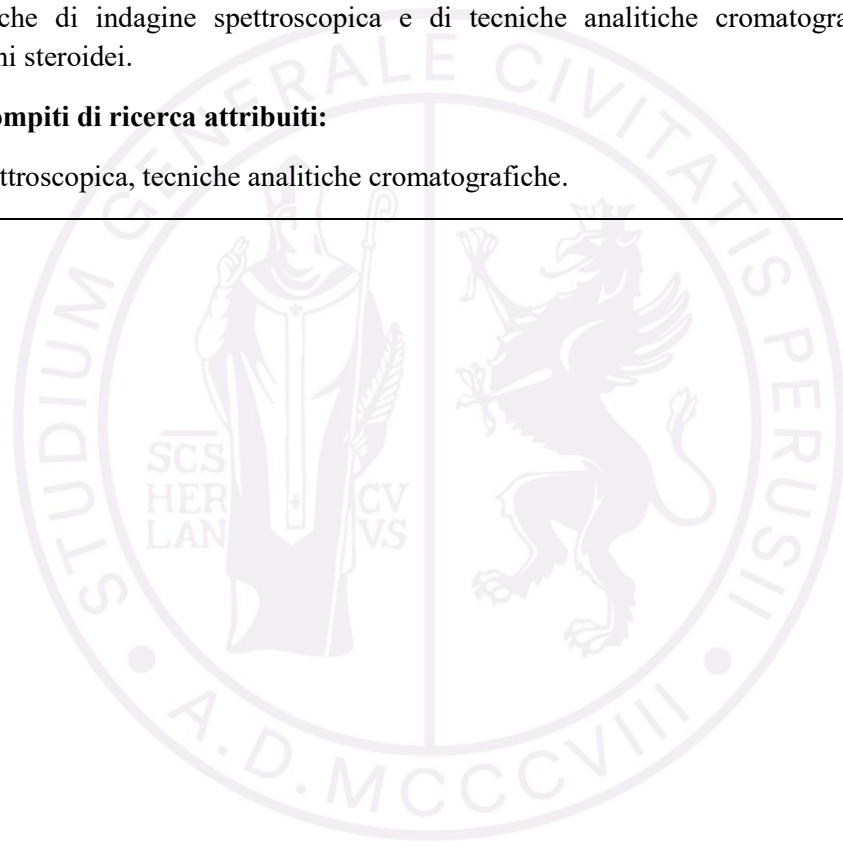 che di indagine spettroscopica e di tecniche analitiche
ni steroidei.
ompiti di ricerca attribuiti:
ttroscopica, tecniche analitiche cromatografiche.
STUDIUM GENERALE CIVITATIS PERUSII
SCS
HER CV
LAN VS
A.D. MCCCVIII